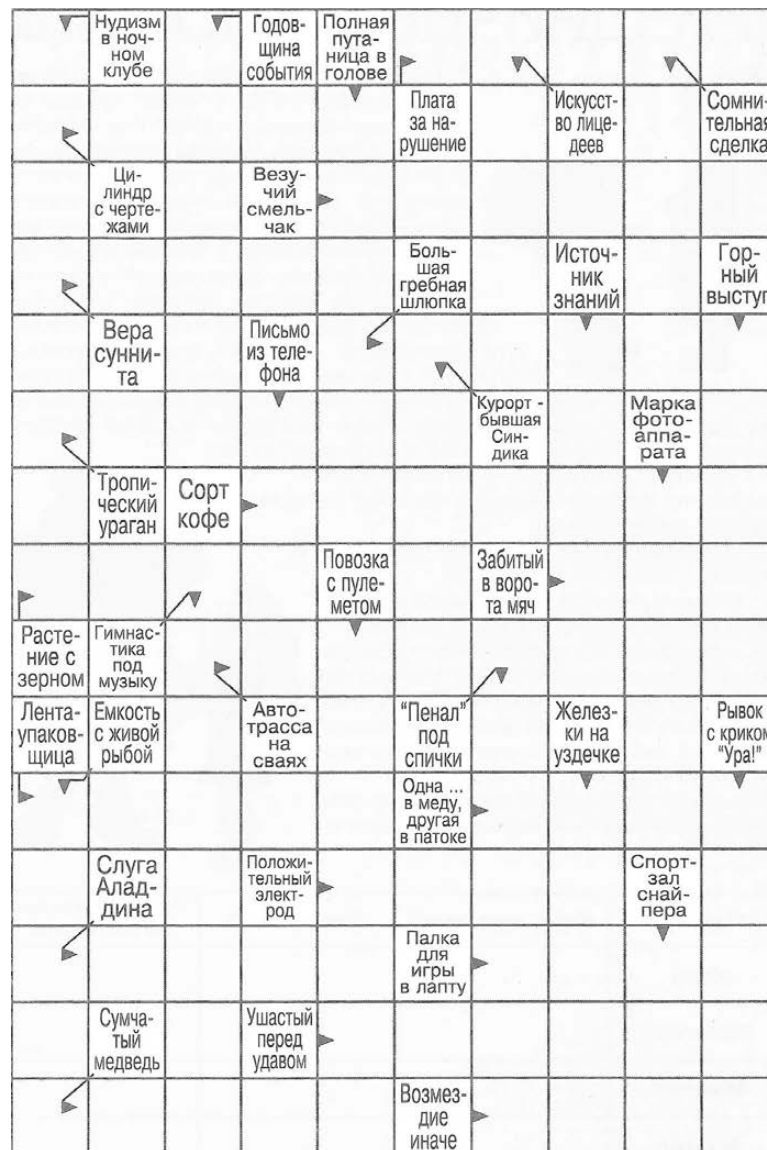 Нудизм
в ноч-
ном
клубе
Годов-
щина
события
Полная
пута-
ница в
голове
Плата
за на-
рушение
Искусст-
во лице-
деев
Сомни-
тельная
сделка
Ци-
линдр
с черте-
жами
Везу-
чий
смель-
чак
Боль-
шая
гребная
шлюпка
Источ-
ник
знаний
Гор-
ный
выступ
Вера
сунни-
та
Письмо
из теле-
фона
Курорт -
бывшая
Син-
дика
Марка
фото-
аппа-
рата
Тропи-
ческий
ураган
Сорт
кофе
Повозка
с пуле-
метом
Забитый
в воро-
та мяч
Расте-
ние с
зерном
Гимнас-
тика
под
музыку
Лента-
упаков-
щица
Емкость
с живой
рыбой
Авто-
трасса
на
сваях
"Пенал"
под
спички
Желез-
ки на
уздечке
Рывок
с криком
"Ура!"
Одна ...
в меду,
другая
в патоке
Слуга
Алад-
дина
Положи-
тельный
элект-
род
Спорт-
зал
снай-
пера
Палка
для
игры
в лапту
Сумча-
тый
медведь
Ушастый
перед
удавом
Возмез-
дие
иначе